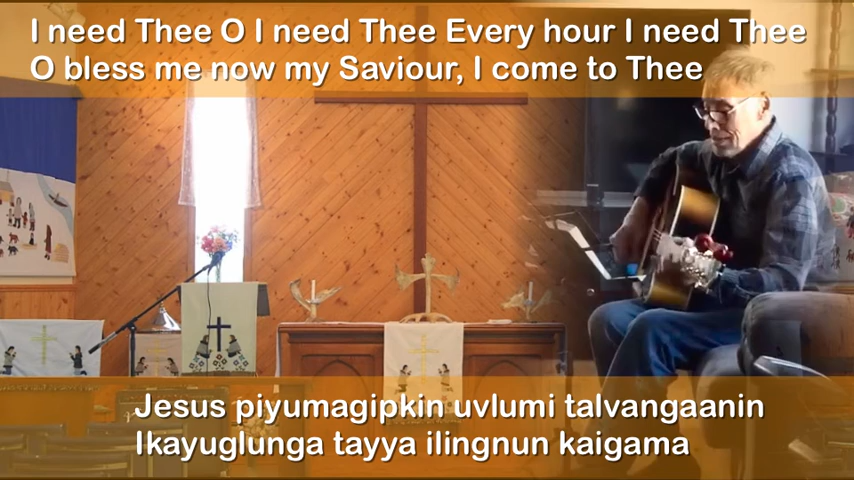 I need Thee O I need Thee Every hour I need Thee
O bless me now my Saviour, I come to Thee
Jesus piyumagipkin uvlumi talvangaanin
Ikayuglunga tayya ilingnun kaigama